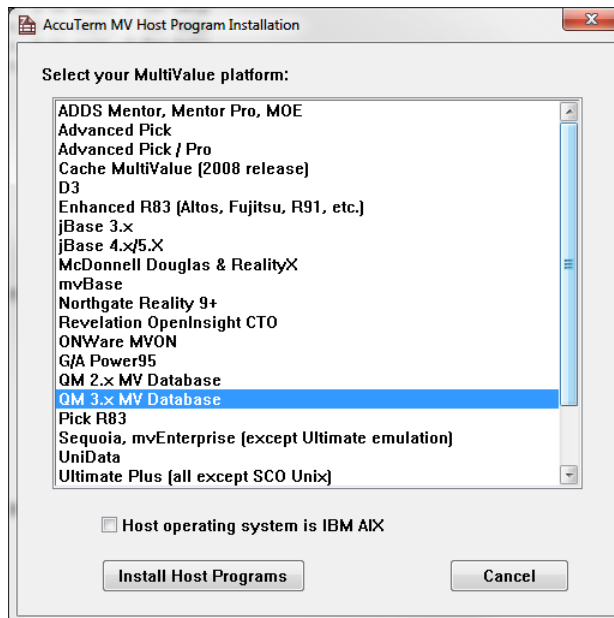 AccuTerm MV Host Program Installation
Select your MultiValue platform:
ADDS Mentor, Mentor Pro, MOE
Advanced Pick
Advanced Pick / Pro
Cache MultiValue (2008 release)
D3
Enhanced R83 (Altos, Fujitsu, R91, etc.)
jBase 3.x
jBase 4.x/5.X
McDonnell Douglas & RealityX
mvBase
Northgate Reality 9+
Revelation OpenInsight CTO
ONWare MVON
G/A Power95
QM 2.x MV Database
QM 3.x MV Database
Pick R83
Sequoia, mvEnterprise (except Ultimate emulation)
UniData
Ultimate Plus (all except SCO Unix)
Host operating system is IBM AIX
Install Host Programs
Cancel